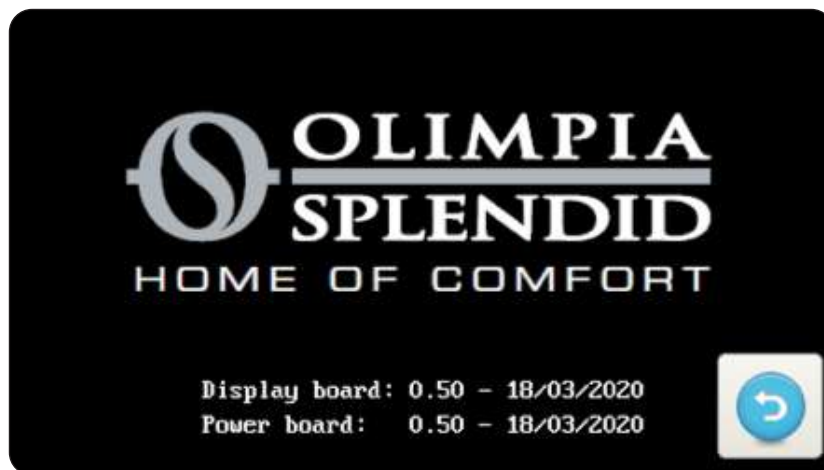 OLIMPIA
SPLENDID
HOME OF COMFORT
Display board: 0.50 - 18/03/2020
Power board: 0.50 - 18/03/2020